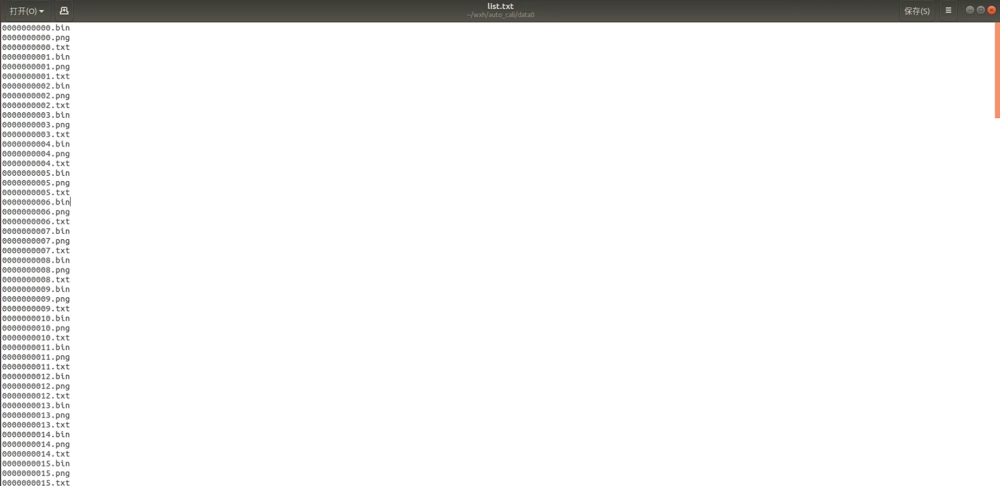 打开(O)
list.txt
~/wxh/auto_cali/data0
保存(S)
0000000000.bin
0000000000.png
0000000000.txt
0000000001.bin
0000000001.png
0000000001.txt
0000000002.bin
0000000002.png
0000000002.txt
0000000003.bin
0000000003.png
0000000003.txt
0000000004.bin
0000000004.png
0000000004.txt
0000000005.bin
0000000005.png
0000000005.txt
0000000006.bin
0000000006.png
0000000006.txt
0000000007.bin
0000000007.png
0000000007.txt
0000000008.bin
0000000008.png
0000000008.txt
0000000009.bin
0000000009.png
0000000009.txt
0000000010.bin
0000000010.png
0000000010.txt
0000000011.bin
0000000011.png
0000000011.txt
0000000012.bin
0000000012.png
0000000012.txt
0000000013.bin
0000000013.png
0000000013.txt
0000000014.bin
0000000014.png
0000000014.txt
0000000015.bin
0000000015.png
0000000015.txt